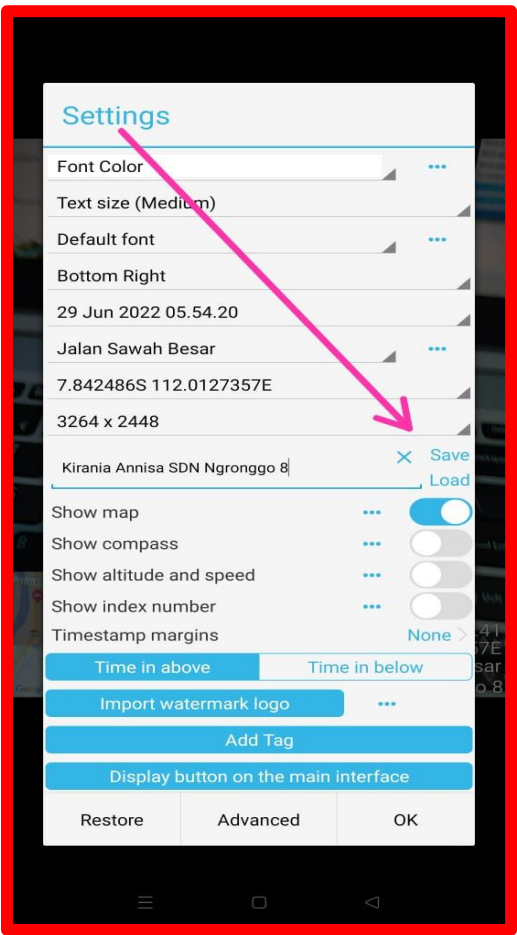 Settings
Font Color
Text size (Medium)
Default font
Bottom Right
29 Jun 2022 05.54.20
Jalan Sawah Besar
7.842486S 112.0127357E
3264 x 2448
Kirania Annisa SDN Ngronggo 8
Save
Load
Show map
Show compass
Show altitude and speed
Show index number
Timestamp margins None
Time in above Time in below
Import watermark logo
Add Tag
Display button on the main interface
Restore Advanced OK